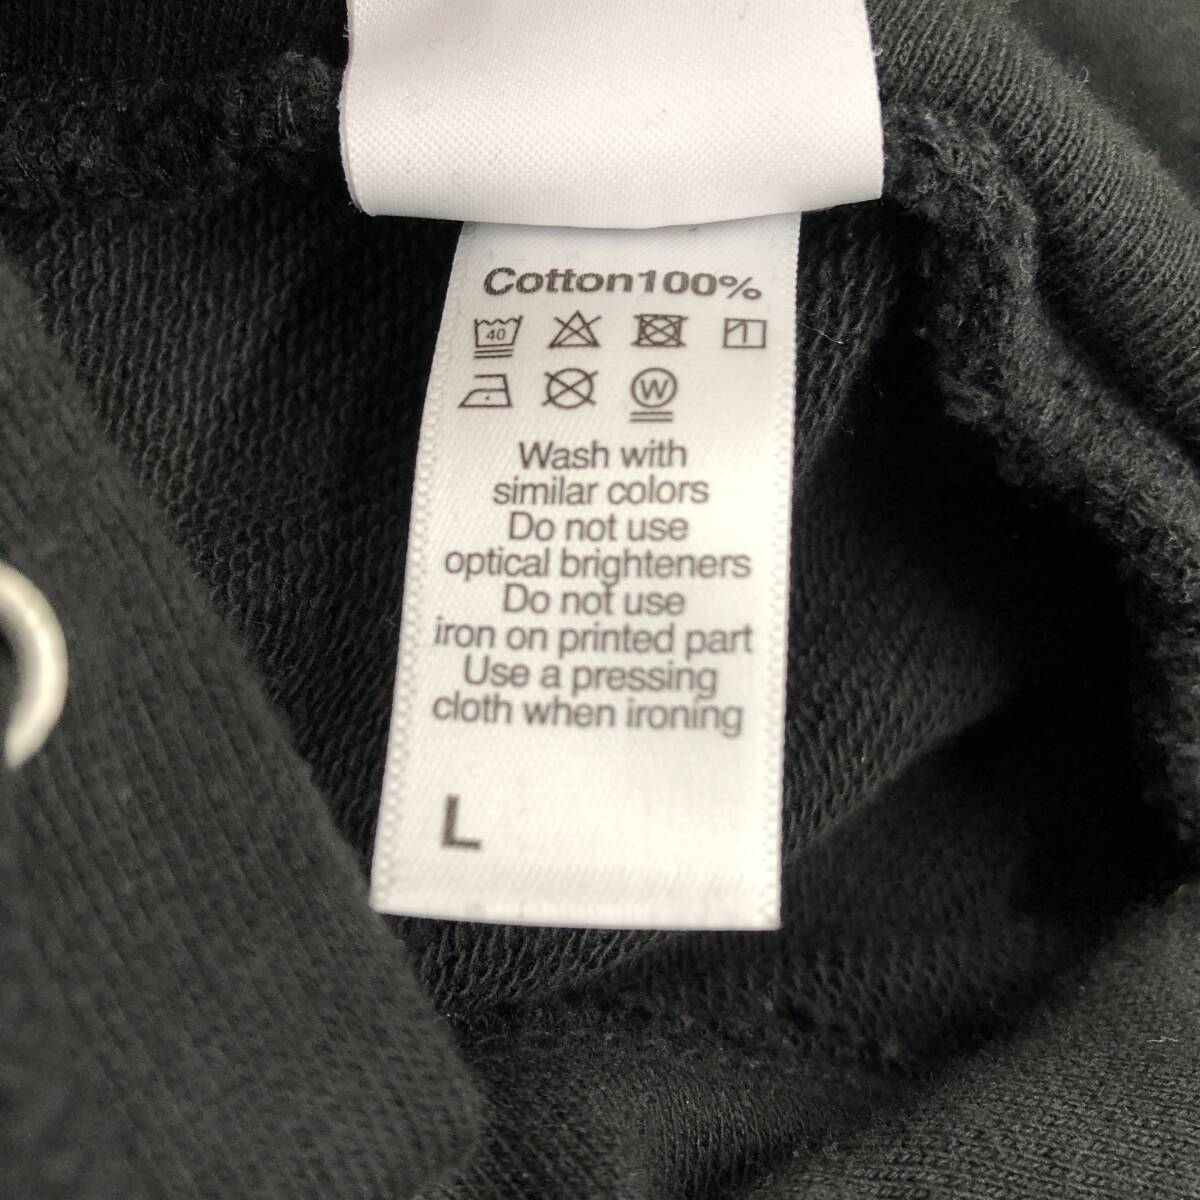 Cotton100%
40
W
Wash with
similar colors
Do not use
optical brighteners
Do not use
iron on printed part
Use a pressing
cloth when ironing
L